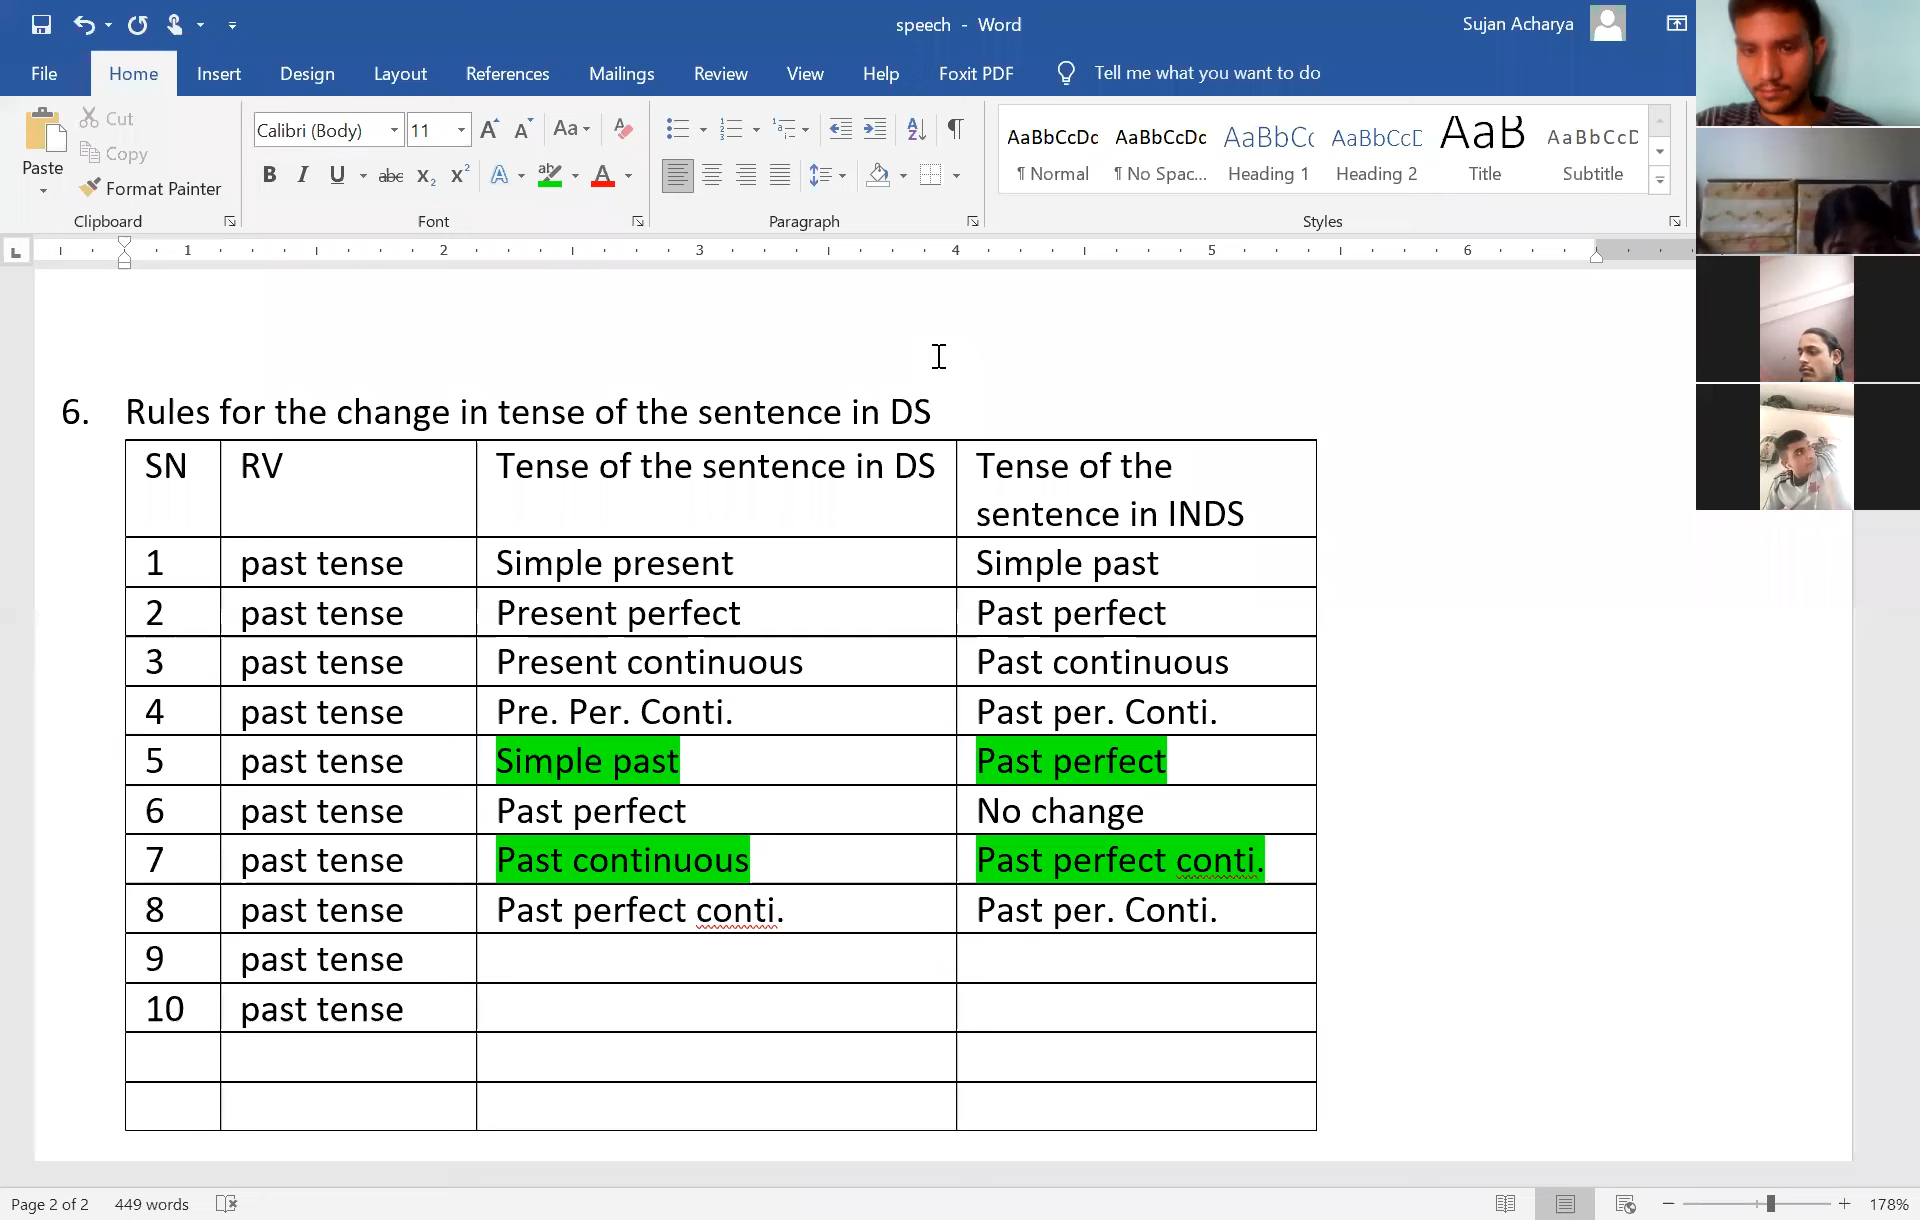 speech - Word
Sujan Acharya
File Home Insert Design Layout References Mailings Review View Help Foxit PDF Tell me what you want to do
Paste
Cut
Copy
Format Painter
Clipboard
Calibri (Body) 11
Font
Paragraph
AaBbCcDc AaBbCcDc AaBbCc AaBbCcD AaB AaBbCcD
¶ Normal ¶ No Spac... Heading 1 Heading 2 Title Subtitle
Styles
1 2 3 4 5 6
6. Rules for the change in tense of the sentence in DS
SN RV Tense of the sentence in DS Tense of the
sentence in INDS
1 past tense Simple present Simple past
2 past tense Present perfect Past perfect
3 past tense Present continuous Past continuous
4 past tense Pre. Per. Conti. Past per. Conti.
5 past tense Simple past Past perfect
6 past tense Past perfect No change
7 past tense Past continuous Past perfect conti.
8 past tense Past perfect conti. Past per. Conti.
9 past tense
10 past tense
Page 2 of 2 449 words 178%